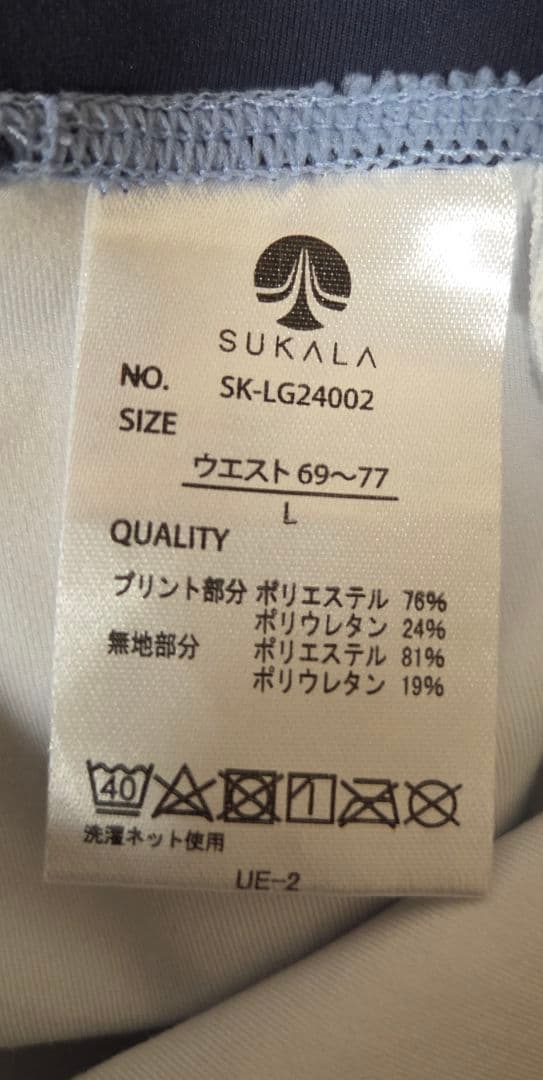 SUKALA
NO. SK-LG24002
SIZE
ウエスト 69〜77
L
QUALITY
プリント部分 ポリエステル 76%
ポリウレタン 24%
無地部分 ポリエステル 81%
ポリウレタン 19%
40
洗濯ネット使用
UE-2